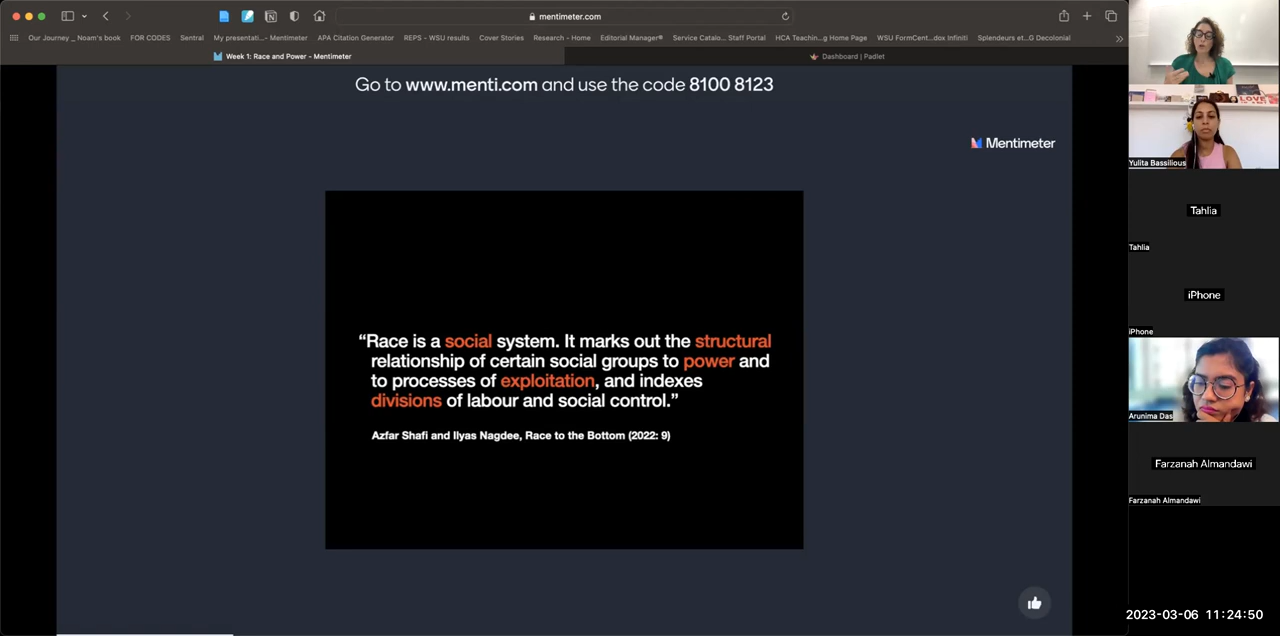 mentimeter.com
Our Journey _ Noam's book FOR CODES Sentral My presentati...- Mentimeter APA Citation Generator REPS - WSU results Cover Stories Research - Home Editorial Manager® Service Catalo... Staff Portal HCA Teachin...g Home Page WSU FormCent...dox Infiniti Splendeurs et...G Decolonial
Week 1: Race and Power - Mentimeter
Dashboard | Padlet
Go to www.menti.com and use the code 8100 8123
Mentimeter
“Race is a social system. It marks out the structural
relationship of certain social groups to power and
to processes of exploitation, and indexes
divisions of labour and social control.”
Azfar Shafi and Ilyas Nagdee, Race to the Bottom (2022: 9)
LOVE
Yulita Bassilious
Tahlia
Tahlia
iPhone
iPhone
Arunima Das
Farzanah Almandawi
Farzanah Almandawi
2023-03-06 11:24:50